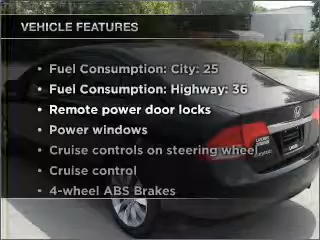 VEHICLE FEATURES
• Fuel Consumption: City: 25
• Fuel Consumption: Highway: 36
• Remote power door locks
• Power windows
• Cruise controls on steering wheel
• Cruise control
• 4-wheel ABS Brakes